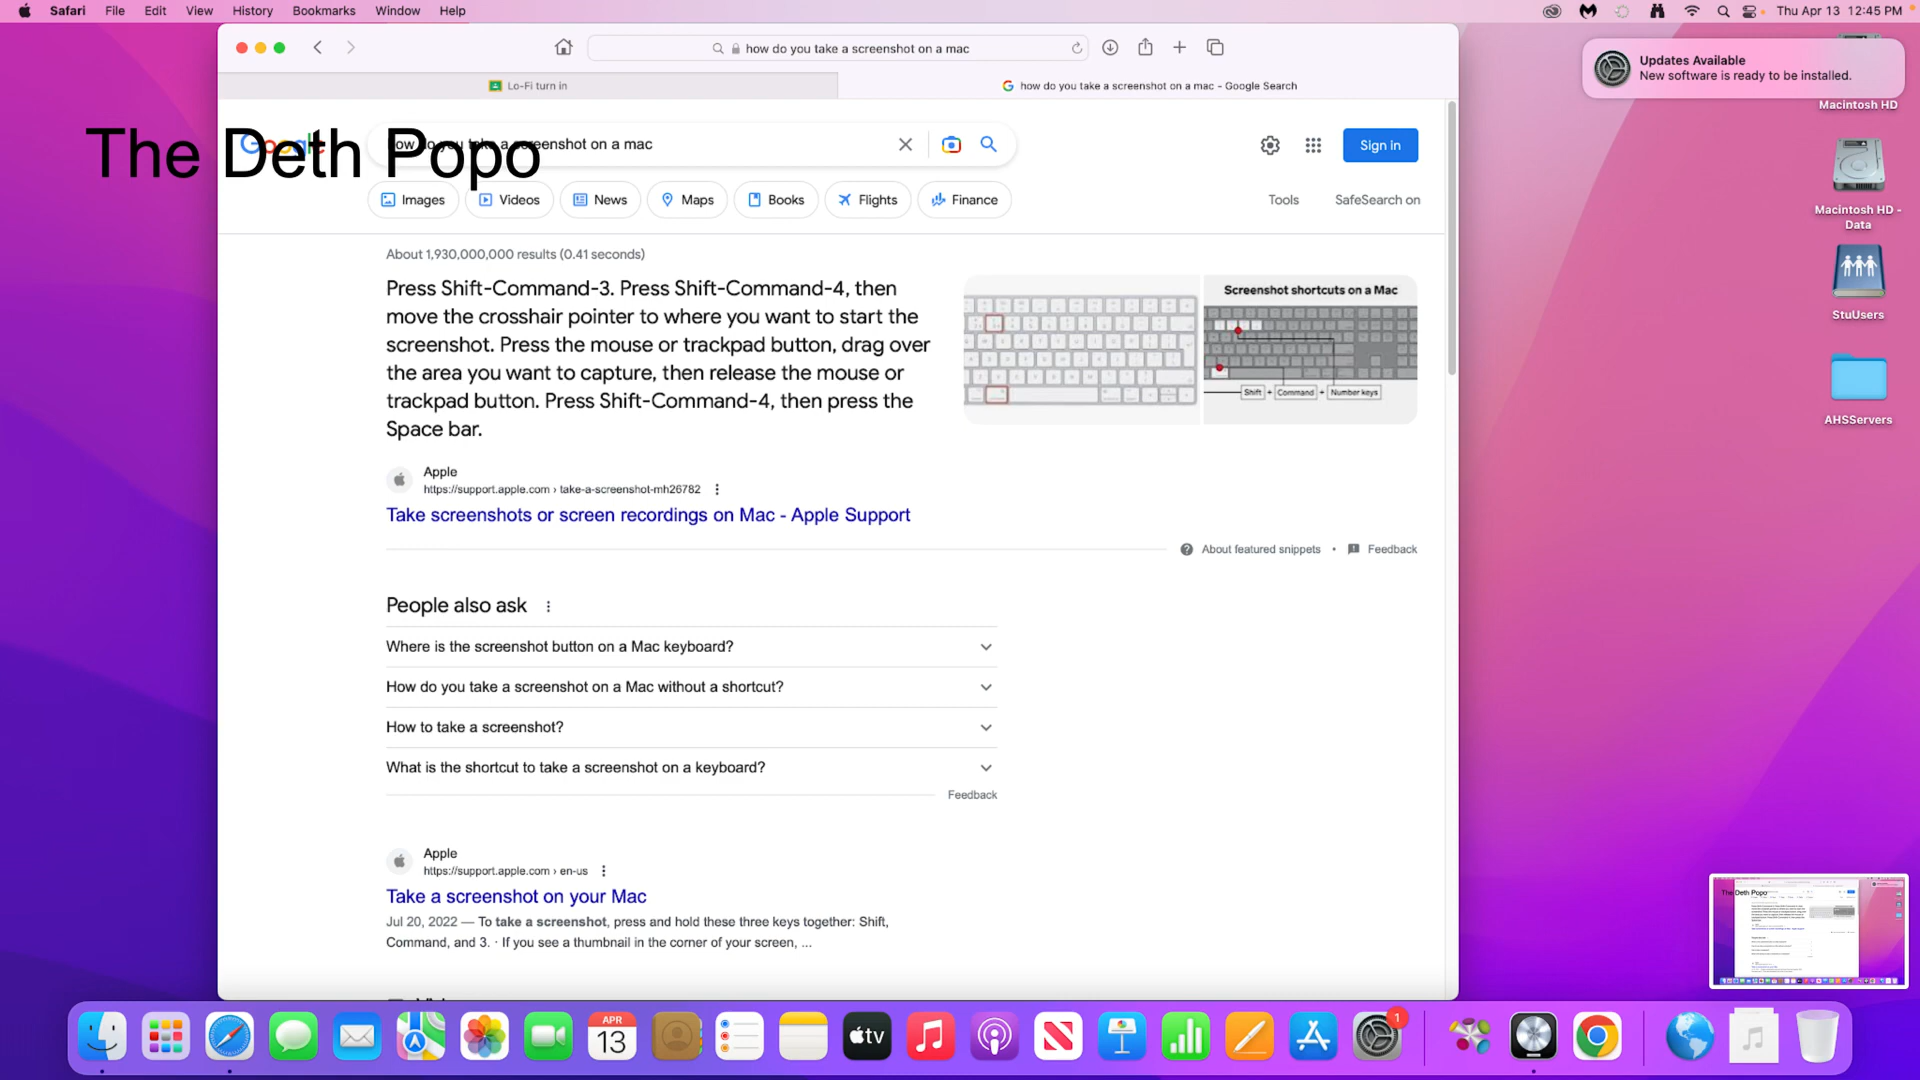 Safari File Edit View History Bookmarks Window Help
Thu Apr 13 12:45 PM
how do you take a screenshot on a mac
Lo-Fi turn in
how do you take a screenshot on a mac - Google Search
Updates Available
New software is ready to be installed.
Macintosh HD
Macintosh HD -
Data
StuUsers
AHSServers
The Deth Popo
Google
how do you take a screenshot on a mac
Sign in
Images
Videos
News
Maps
Books
Flights
Finance
Tools
SafeSearch on
About 1,930,000,000 results (0.41 seconds)
Press Shift-Command-3. Press Shift-Command-4, then
move the crosshair pointer to where you want to start the
screenshot. Press the mouse or trackpad button, drag over
the area you want to capture, then release the mouse or
trackpad button. Press Shift-Command-4, then press the
Space bar.
Screenshot shortcuts on a Mac
Shift + Command + Number keys
Apple
https://support.apple.com › take-a-screenshot-mh26782
Take screenshots or screen recordings on Mac - Apple Support
About featured snippets • Feedback
People also ask
Where is the screenshot button on a Mac keyboard?
How do you take a screenshot on a Mac without a shortcut?
How to take a screenshot?
What is the shortcut to take a screenshot on a keyboard?
Feedback
Apple
https://support.apple.com › en-us
Take a screenshot on your Mac
Jul 20, 2022 — To take a screenshot, press and hold these three keys together: Shift,
Command, and 3. · If you see a thumbnail in the corner of your screen, ...
The Deth Popo
APR
13
tv
1